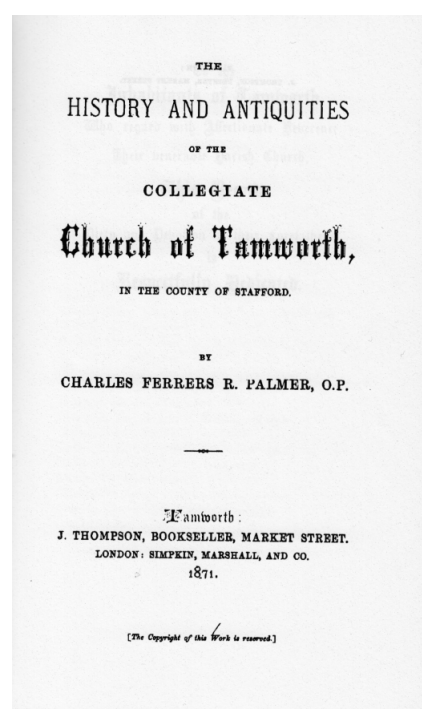 THE
HISTORY AND ANTIQUITIES
OF THE
COLLEGIATE
Church of Tamworth,
IN THE COUNTY OF STAFFORD.
BY
CHARLES FERRERS R. PALMER, O.P.
Tamworth:
J. THOMPSON, BOOKSELLER, MARKET STREET.
LONDON: SIMPKIN, MARSHALL, AND CO.
1871.
[The Copyright of this Work is reserved.]